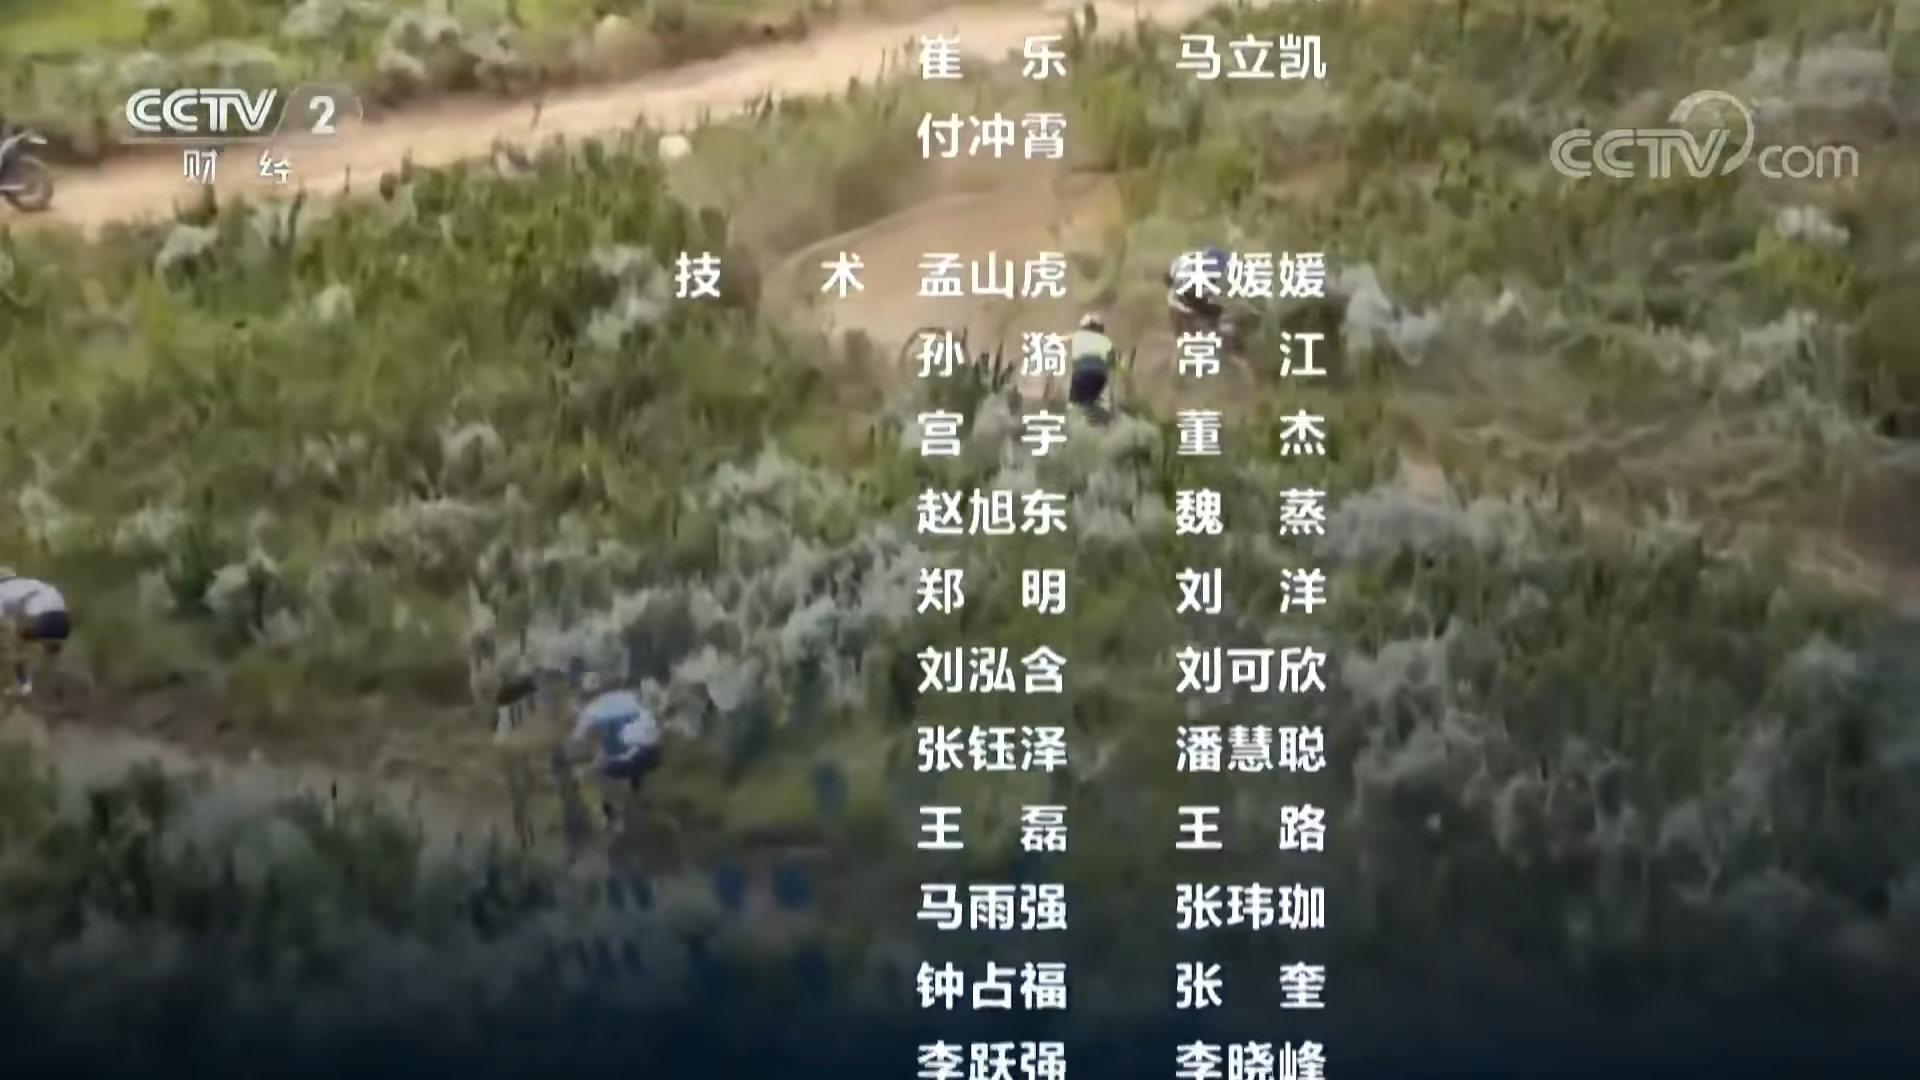 崔 乐 马立凯
CCTV 2
CCTV.com
付冲霄
财 经
技 术 孟山虎 朱媛媛
孙 漪 常 江
宫 宇 董 杰
赵旭东 魏 蒸
郑 明 刘 洋
刘泓含 刘可欣
张钰泽 潘慧聪
王 磊 王 路
马雨强 张玮珈
钟占福 张 奎
李跃强 李晓峰